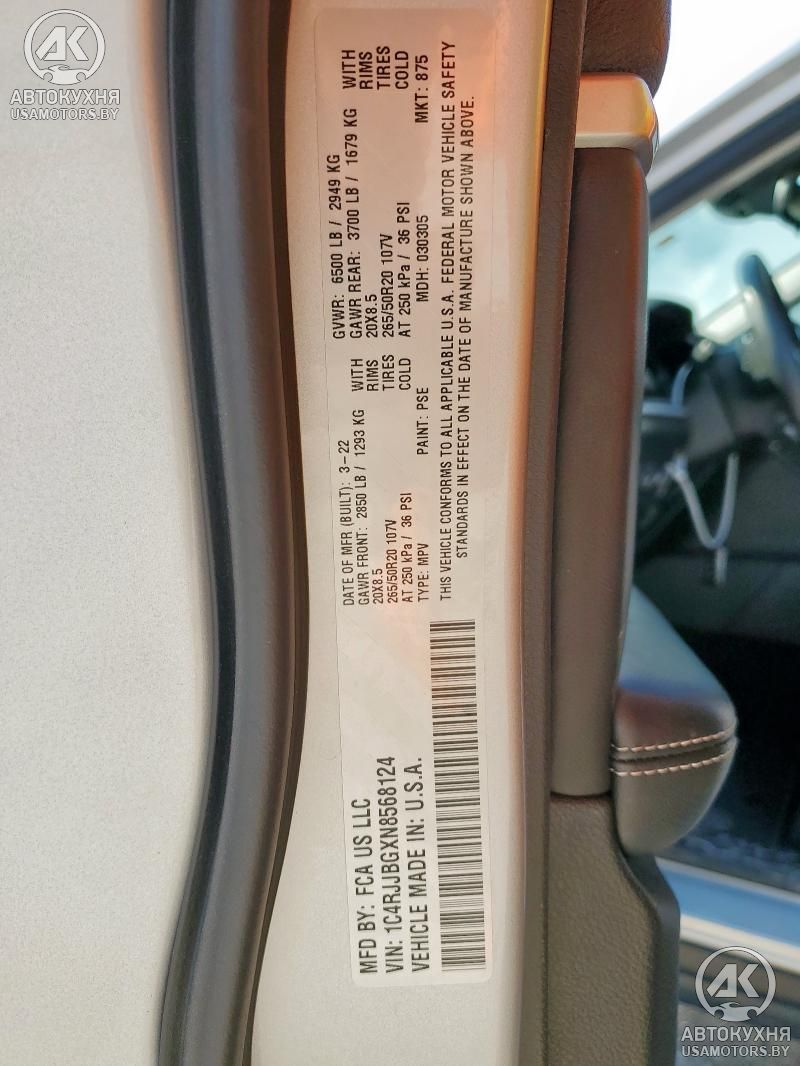 AK
АВТОКУХНЯ
USAMOTORS.BY
MFD BY: FCA US LLC
VIN: 1C4RJJBGXN8568124
VEHICLE MADE IN: U.S.A.
DATE OF MFR (BUILT): 3-22
GAWR FRONT: 2850 LB / 1293 KG WITH
20X8.5 RIMS
265/50R20 107V TIRES
AT 250 kPa / 36 PSI COLD
TYPE: MPV PAINT: PSE
GVWR: 6500 LB / 2949 KG
GAWR REAR: 3700 LB / 1679 KG WITH
20X8.5 RIMS
265/50R20 107V TIRES
AT 250 kPa / 36 PSI COLD
MDH: 030305 MKT: 875
THIS VEHICLE CONFORMS TO ALL APPLICABLE U.S.A. FEDERAL MOTOR VEHICLE SAFETY
STANDARDS IN EFFECT ON THE DATE OF MANUFACTURE SHOWN ABOVE.
AK
АВТОКУХНЯ
USAMOTORS.BY